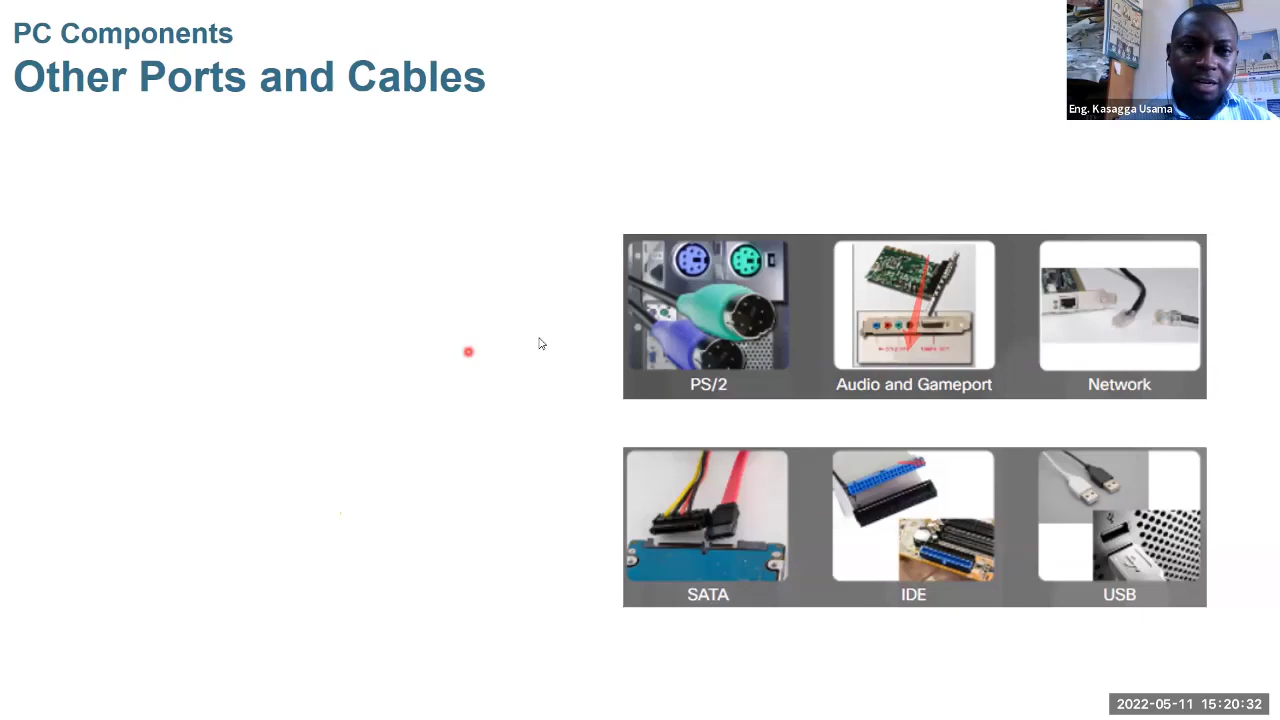 PC Components
Other Ports and Cables
Eng. Kasagga Usama
PS/2
Audio and Gameport
Network
SATA
IDE
USB
2022-05-11 15:20:32